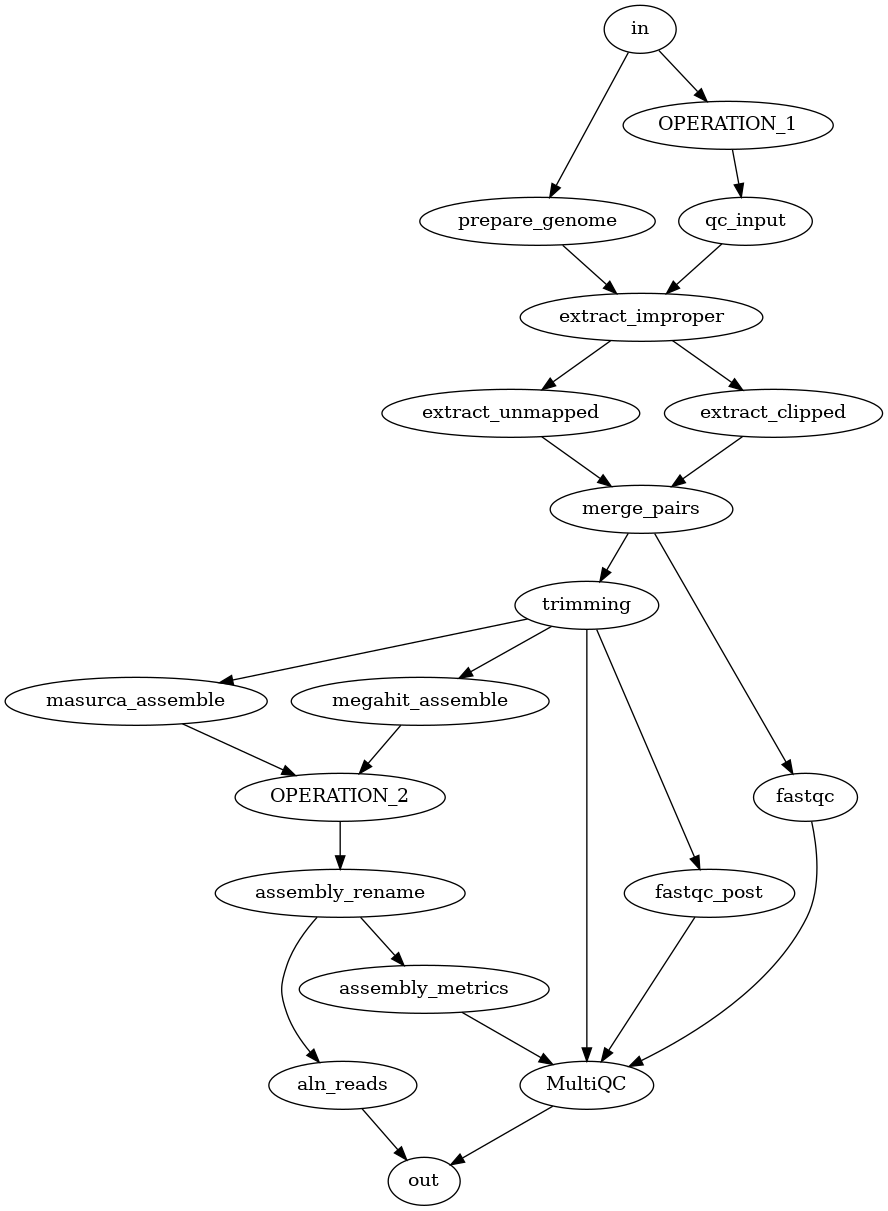 in
OPERATION_1
prepare_genome
qc_input
extract_improper
extract_unmapped
extract_clipped
merge_pairs
trimming
masurca_assemble
megahit_assemble
OPERATION_2
fastqc
assembly_rename
fastqc_post
assembly_metrics
aln_reads
MultiQC
out